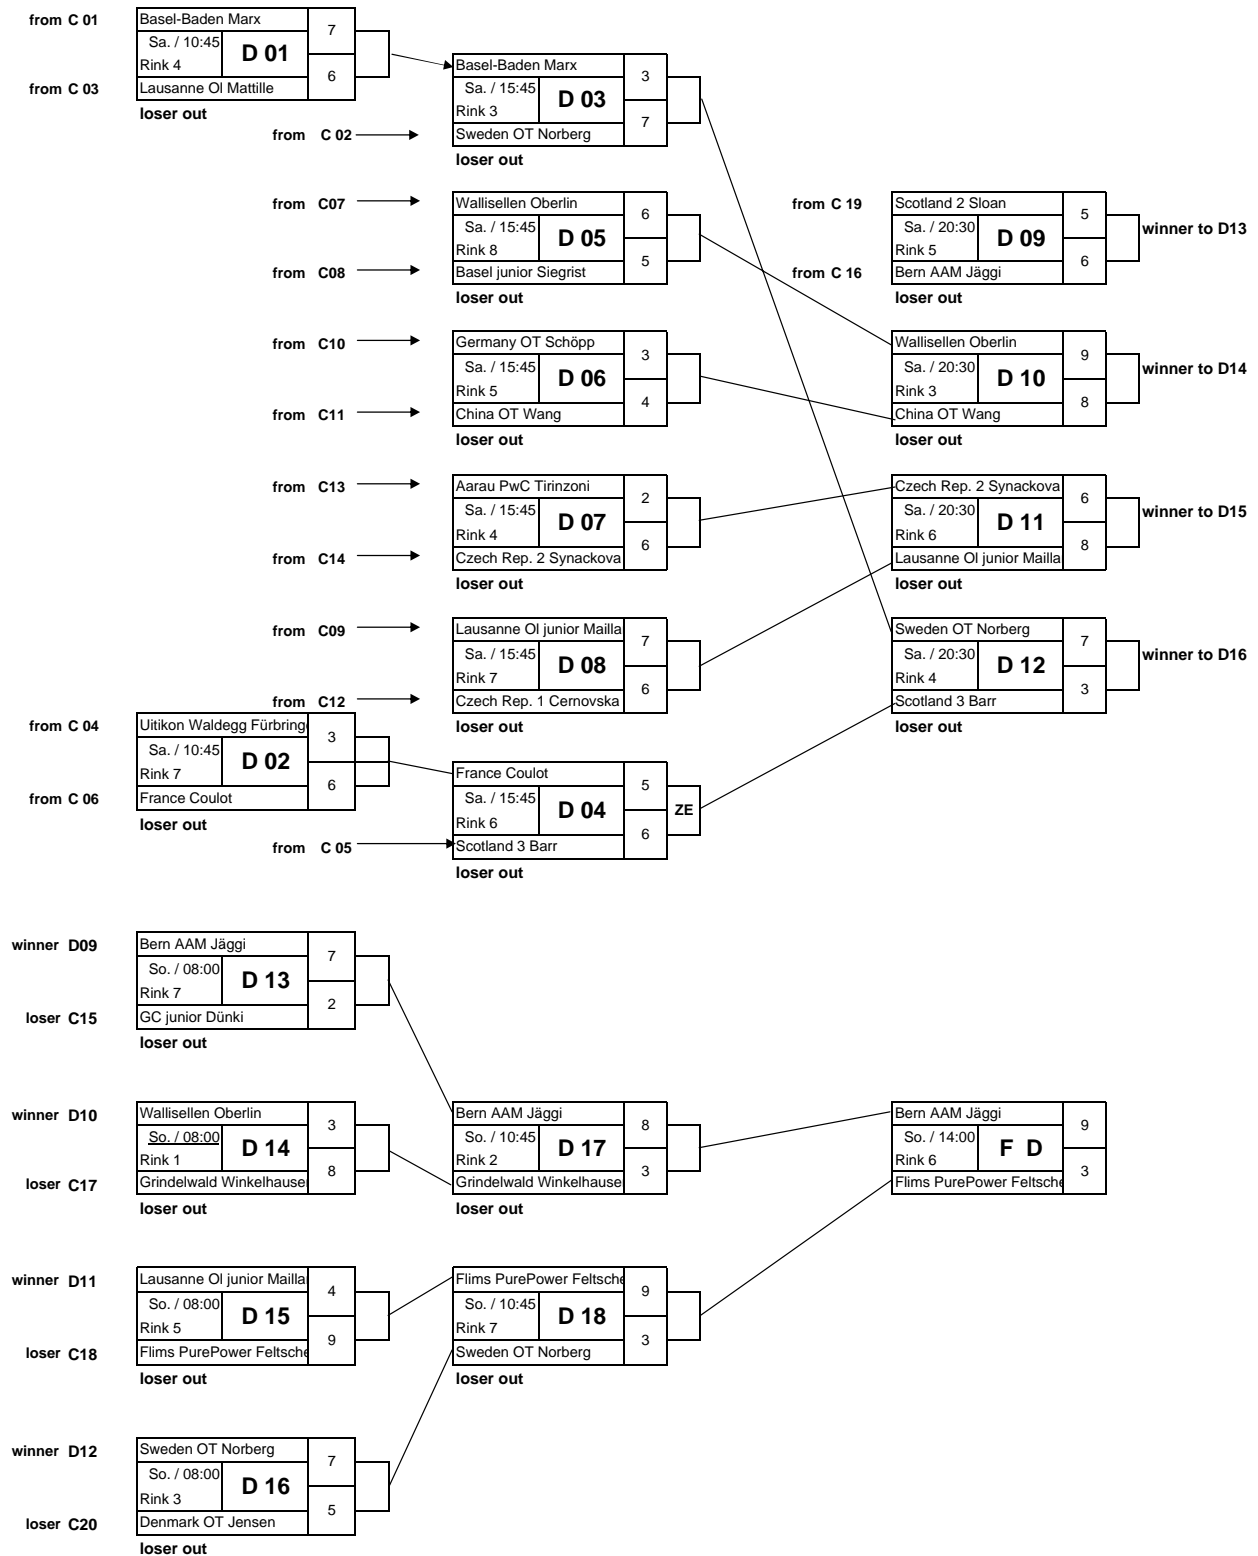 from C 01
Basel-Baden Marx
7
Sa. / 10:45
Rink 4
D 01
6
from C 03
Lausanne Ol Mattille
loser out
Basel-Baden Marx
3
Sa. / 15:45
Rink 3
D 03
7
from C 02
Sweden OT Norberg
loser out
from C07
Wallisellen Oberlin
6
Sa. / 15:45
Rink 8
D 05
5
from C08
Basel junior Siegrist
loser out
from C 19
Scotland 2 Sloan
5
Sa. / 20:30
Rink 5
D 09
6
winner to D13
from C 16
Bern AAM Jäggi
loser out
from C10
Germany OT Schöpp
3
Sa. / 15:45
Rink 5
D 06
4
from C11
China OT Wang
loser out
Wallisellen Oberlin
9
Sa. / 20:30
Rink 3
D 10
8
winner to D14
China OT Wang
loser out
from C13
Aarau PwC Tirinzoni
2
Sa. / 15:45
Rink 4
D 07
6
from C14
Czech Rep. 2 Synackova
loser out
Czech Rep. 2 Synackova
6
Sa. / 20:30
Rink 6
D 11
8
winner to D15
Lausanne Ol junior Mailla
loser out
from C09
Lausanne Ol junior Mailla
7
Sa. / 15:45
Rink 7
D 08
6
from C12
Czech Rep. 1 Cernovska
loser out
Sweden OT Norberg
7
Sa. / 20:30
Rink 4
D 12
3
winner to D16
Scotland 3 Barr
loser out
from C 04
Uitikon Waldegg Fürbringe
3
Sa. / 10:45
Rink 7
D 02
6
from C 06
France Coulot
loser out
France Coulot
5
Sa. / 15:45
Rink 6
D 04
6
ZE
from C 05
Scotland 3 Barr
loser out
winner D09
Bern AAM Jäggi
7
So. / 08:00
Rink 7
D 13
2
loser C15
GC junior Dünki
loser out
winner D10
Wallisellen Oberlin
3
So. / 08:00
Rink 1
D 14
8
loser C17
Grindelwald Winkelhause
loser out
Bern AAM Jäggi
8
So. / 10:45
Rink 2
D 17
3
Grindelwald Winkelhause
loser out
Bern AAM Jäggi
9
So. / 14:00
Rink 6
F D
3
Flims PurePower Feltsche
winner D11
Lausanne Ol junior Mailla
4
So. / 08:00
Rink 5
D 15
9
loser C18
Flims PurePower Feltsche
loser out
Flims PurePower Feltsche
9
So. / 10:45
Rink 7
D 18
3
Sweden OT Norberg
loser out
winner D12
Sweden OT Norberg
7
So. / 08:00
Rink 3
D 16
5
loser C20
Denmark OT Jensen
loser out